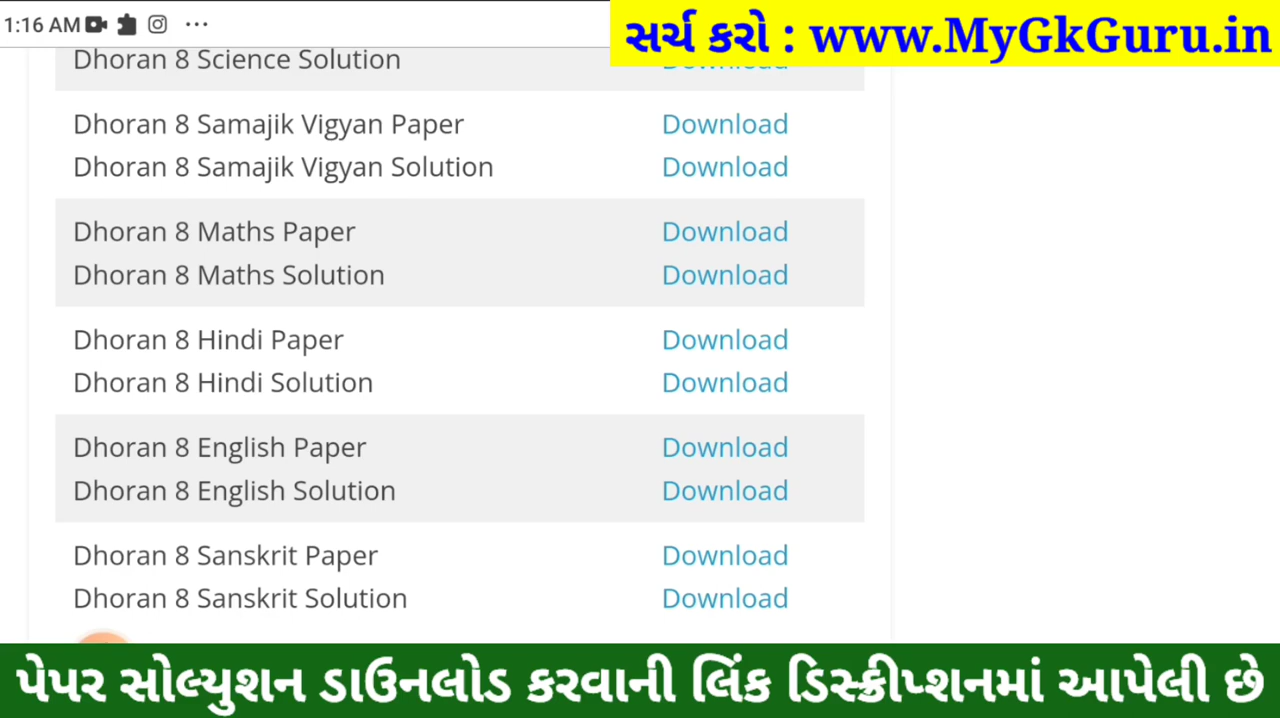 1:16 AM
સર્ચ કરો : www.MyGkGuru.in
Dhoran 8 Science Solution Download
Dhoran 8 Samajik Vigyan Paper Download
Dhoran 8 Samajik Vigyan Solution Download
Dhoran 8 Maths Paper Download
Dhoran 8 Maths Solution Download
Dhoran 8 Hindi Paper Download
Dhoran 8 Hindi Solution Download
Dhoran 8 English Paper Download
Dhoran 8 English Solution Download
Dhoran 8 Sanskrit Paper Download
Dhoran 8 Sanskrit Solution Download
પેપર સોલ્યુશન ડાઉનલોડ કરવાની લિંક ડિસ્ક્રીપ્શનમાં આપેલી છે